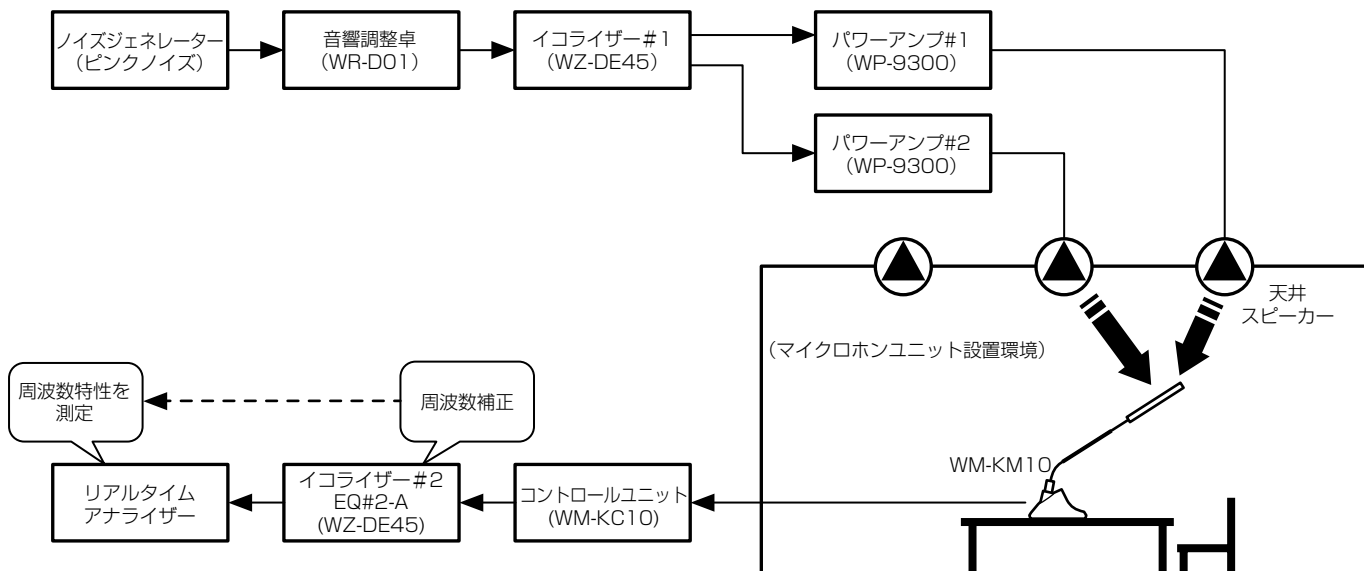 ノイズジェネレーター
（ピンクノイズ）
音響調整卓
(WR-D01)
イコライザー#1
(WZ-DE45)
パワーアンプ#1
(WP-9300)
パワーアンプ#2
(WP-9300)
天井
スピーカー
（マイクロホンユニット設置環境）
周波数特性を
測定
周波数補正
WM-KM10
リアルタイム
アナライザー
イコライザー#2
EQ#2-A
(WZ-DE45)
コントロールユニット
(WM-KC10)